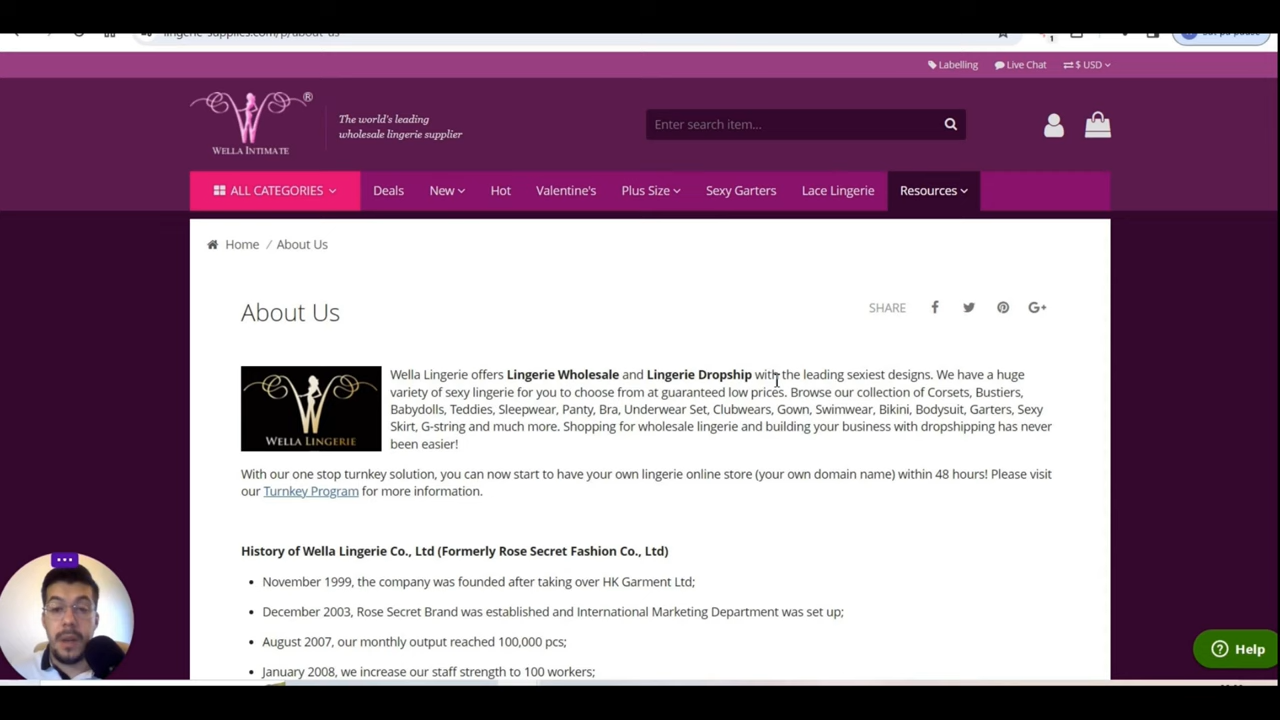 1
Labelling
Live Chat
$ USD
®
WELLA INTIMATE
The world's leading
wholesale lingerie supplier
Enter search item...
ALL CATEGORIES
Deals
New
Hot
Valentine's
Plus Size
Sexy Garters
Lace Lingerie
Resources
Home / About Us
About Us
SHARE
WELLA LINGERIE
Wella Lingerie offers Lingerie Wholesale and Lingerie Dropship with the leading sexiest designs. We have a huge
variety of sexy lingerie for you to choose from at guaranteed low prices. Browse our collection of Corsets, Bustiers,
Babydolls, Teddies, Sleepwear, Panty, Bra, Underwear Set, Clubwears, Gown, Swimwear, Bikini, Bodysuit, Garters, Sexy
Skirt, G-string and much more. Shopping for wholesale lingerie and building your business with dropshipping has never
been easier!
With our one stop turnkey solution, you can now start to have your own lingerie online store (your own domain name) within 48 hours! Please visit
our Turnkey Program for more information.
History of Wella Lingerie Co., Ltd (Formerly Rose Secret Fashion Co., Ltd)
November 1999, the company was founded after taking over HK Garment Ltd;
December 2003, Rose Secret Brand was established and International Marketing Department was set up;
August 2007, our monthly output reached 100,000 pcs;
January 2008, we increase our staff strength to 100 workers;
Help